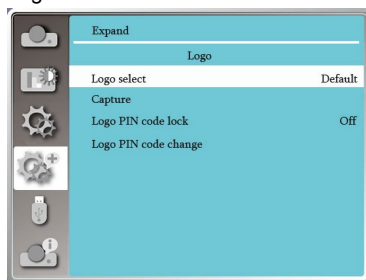 Expand
Logo
Logo select Default
Capture
Logo PIN code lock Off
Logo PIN code change